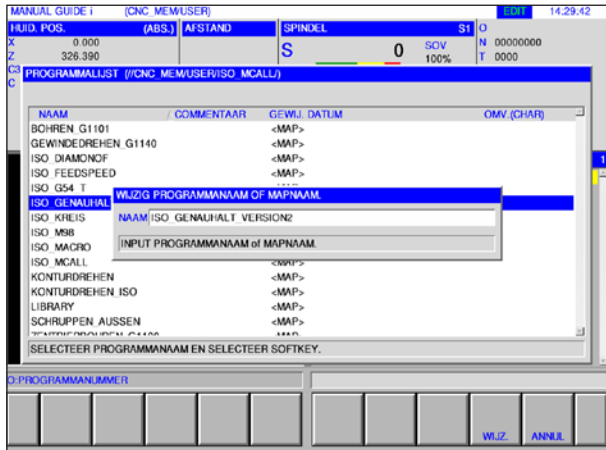 MANUAL GUIDE i (CNC_MEM/USER) EDIT 14:29:42
HUID. POS. (ABS.) AFSTAND SPINDEL S1 O
X 0.000 N 00000000
Z 326.390 S 0 SOV 100% T 0000
C3
C
PROGRAMMALIJST (//CNC_MEM/USER/ISO_MCALL/)
NAAM / COMMENTAAR GEWIJ. DATUM OMV.(CHAR)
BOHREN_G1101 <MAP>
GEWINDEDREHEN_G1140 <MAP>
ISO_DIAMONOF <MAP>
ISO_FEEDSPEED <MAP>
ISO_G54_T
WIJZIG PROGRAMMANAAM OF MAPNAAM.
ISO_GENAUHAL 1
ISO_KREIS NAAM ISO_GENAUHALT_VERSION2
ISO_M98
ISO_MACRO INPUT PROGRAMMANAAM of MAPNAAM.
ISO_MCALL <MAP>
KONTURDREHEN <MAP>
KONTURDREHEN_ISO <MAP>
LIBRARY <MAP>
SCHRUPPEN_AUSSEN <MAP>
SELECTEER PROGRAMMANAAM EN SELECTEER SOFTKEY.
O:PROGRAMMANUMMER
WIJZ. ANNUL.